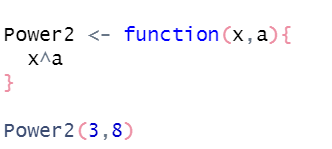 Power2 <- function(x,a){
  x^a
}
Power2(3,8)